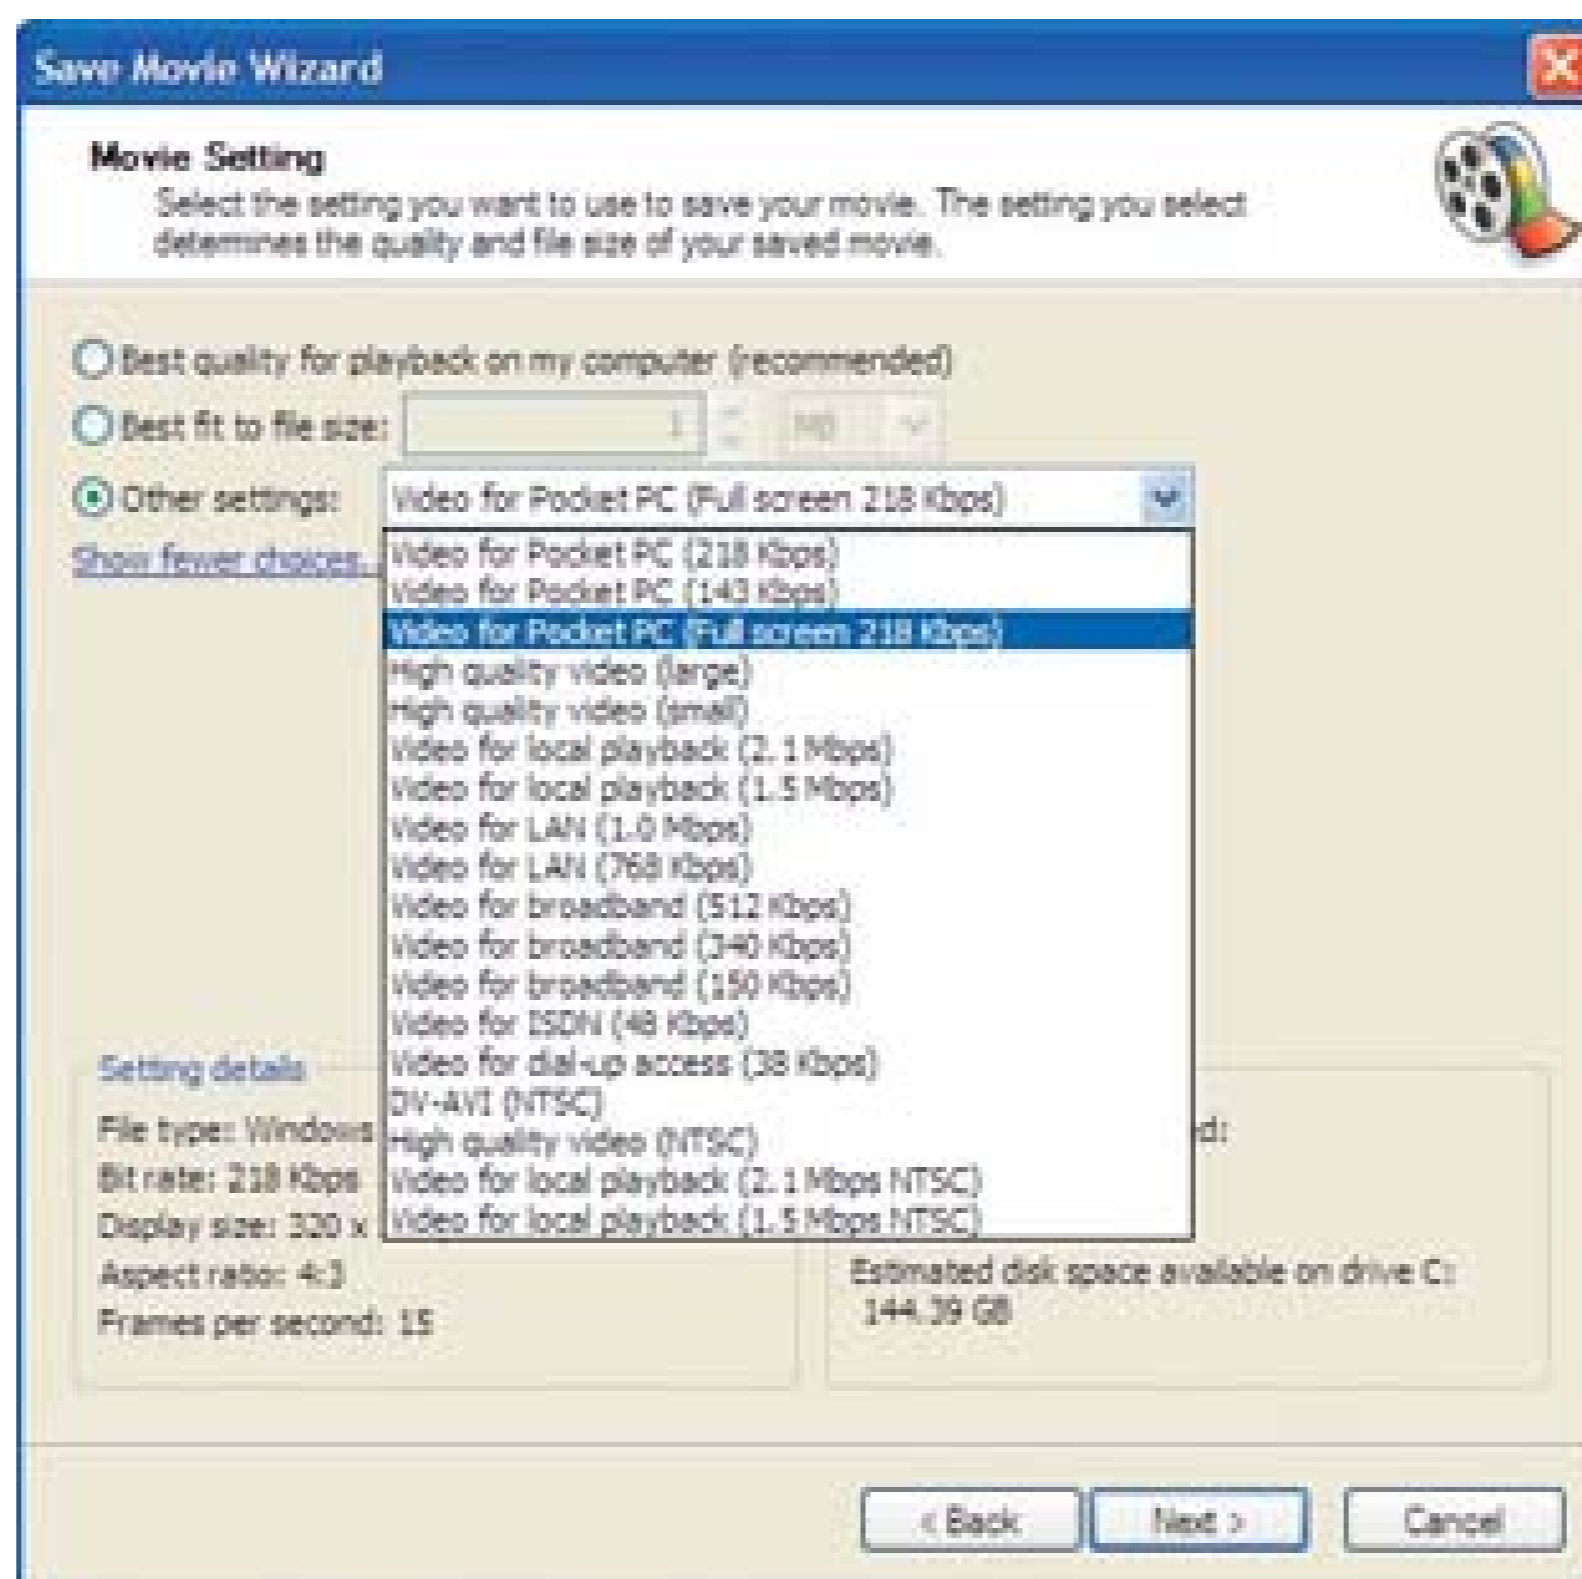 Save Movie Wizard
Movie Setting
Select the setting you want to use to save your movie. The setting you select
determines the quality and file size of your saved movie.
Best quality for playback on my computer (recommended)
Best fit to file size: 1 MB
Other settings: Video for Pocket PC (Full screen 218 Kbps)
Show fewer choices.
Video for Pocket PC (218 Kbps)
Video for Pocket PC (143 Kbps)
Video for Pocket PC (Full screen 218 Kbps)
High quality video (large)
High quality video (small)
Video for local playback (2.1 Mbps)
Video for local playback (1.5 Mbps)
Video for LAN (1.0 Mbps)
Video for LAN (768 Kbps)
Video for broadband (512 Kbps)
Video for broadband (340 Kbps)
Video for broadband (150 Kbps)
Video for ISDN (48 Kbps)
Video for dial-up access (38 Kbps)
DV-AVI (NTSC)
High quality video (NTSC)
Video for local playback (2.1 Mbps NTSC)
Video for local playback (1.5 Mbps NTSC)
Setting details
File type: Windows
Bit rate: 218 Kbps
Display size: 320 x
Aspect ratio: 4:3
Frames per second: 15
ed:
Estimated disk space available on drive C:
144.39 GB
< Back
Next >
Cancel